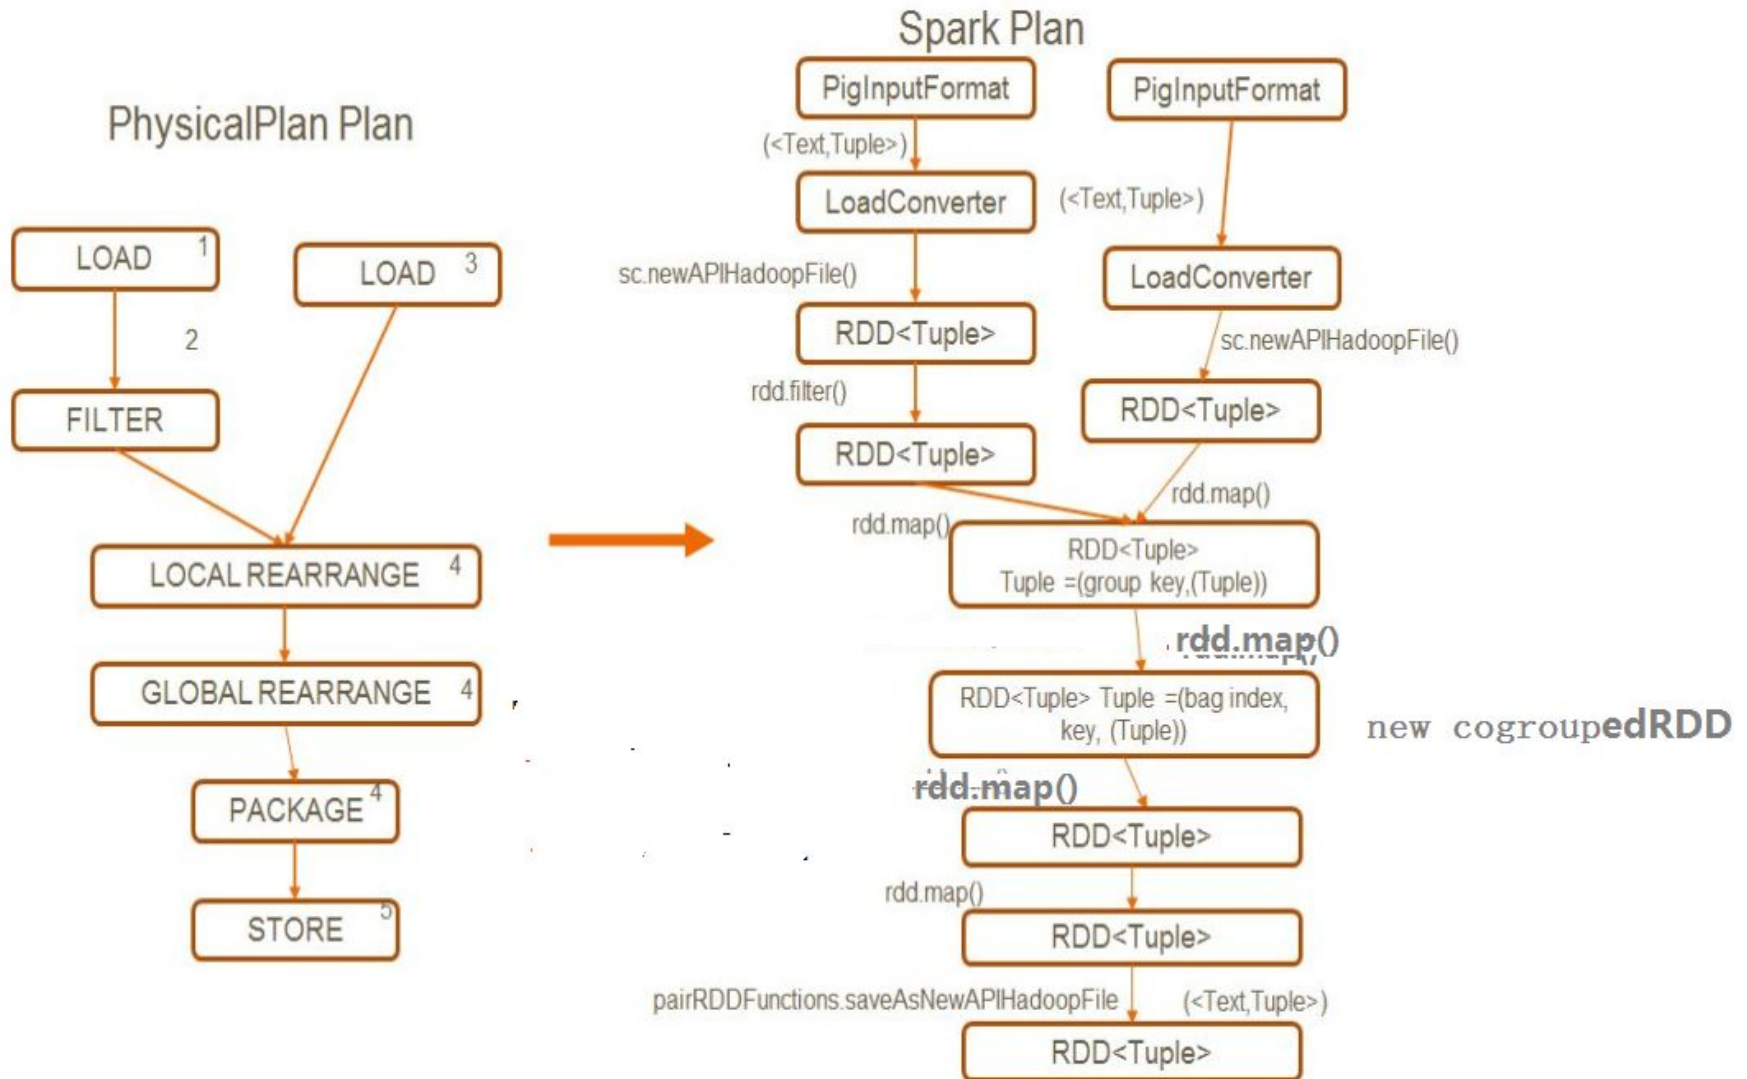 Spark Plan
PhysicalPlan Plan
LOAD 1
LOAD 3
2
FILTER
LOCAL REARRANGE 4
GLOBAL REARRANGE 4
PACKAGE 4
STORE 5
PigInputFormat
PigInputFormat
(<Text,Tuple>)
LoadConverter
(<Text,Tuple>)
sc.newAPIHadoopFile()
LoadConverter
RDD<Tuple>
sc.newAPIHadoopFile()
rdd.filter()
RDD<Tuple>
RDD<Tuple>
rdd.map()
rdd.map()
RDD<Tuple>
Tuple =(group key,(Tuple))
rdd.map()
RDD<Tuple> Tuple =(bag index,
key, (Tuple))
new cogroupedRDD
rdd.map()
RDD<Tuple>
rdd.map()
RDD<Tuple>
pairRDDFunctions.saveAsNewAPIHadoopFile
(<Text,Tuple>)
RDD<Tuple>